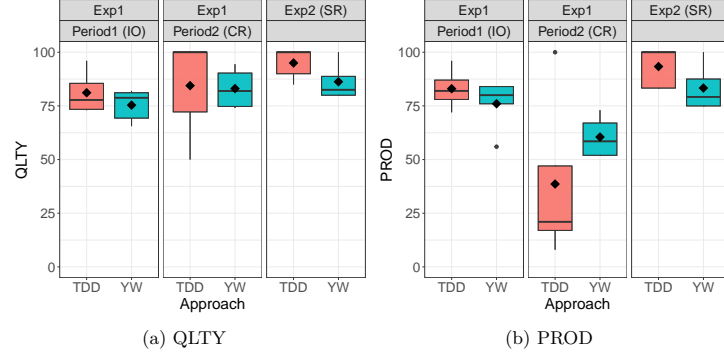 Exp1 Exp1 Exp2 (SR)
Period1 (IO) Period2 (CR) Exp2 (SR)
100
75
50
25
0
QLTY
TDD YW TDD YW TDD YW
Approach
(a) QLTY
Exp1 Exp1 Exp2 (SR)
Period1 (IO) Period2 (CR)
100
75
50
25
0
PROD
TDD YW TDD YW TDD YW
Approach
(b) PROD